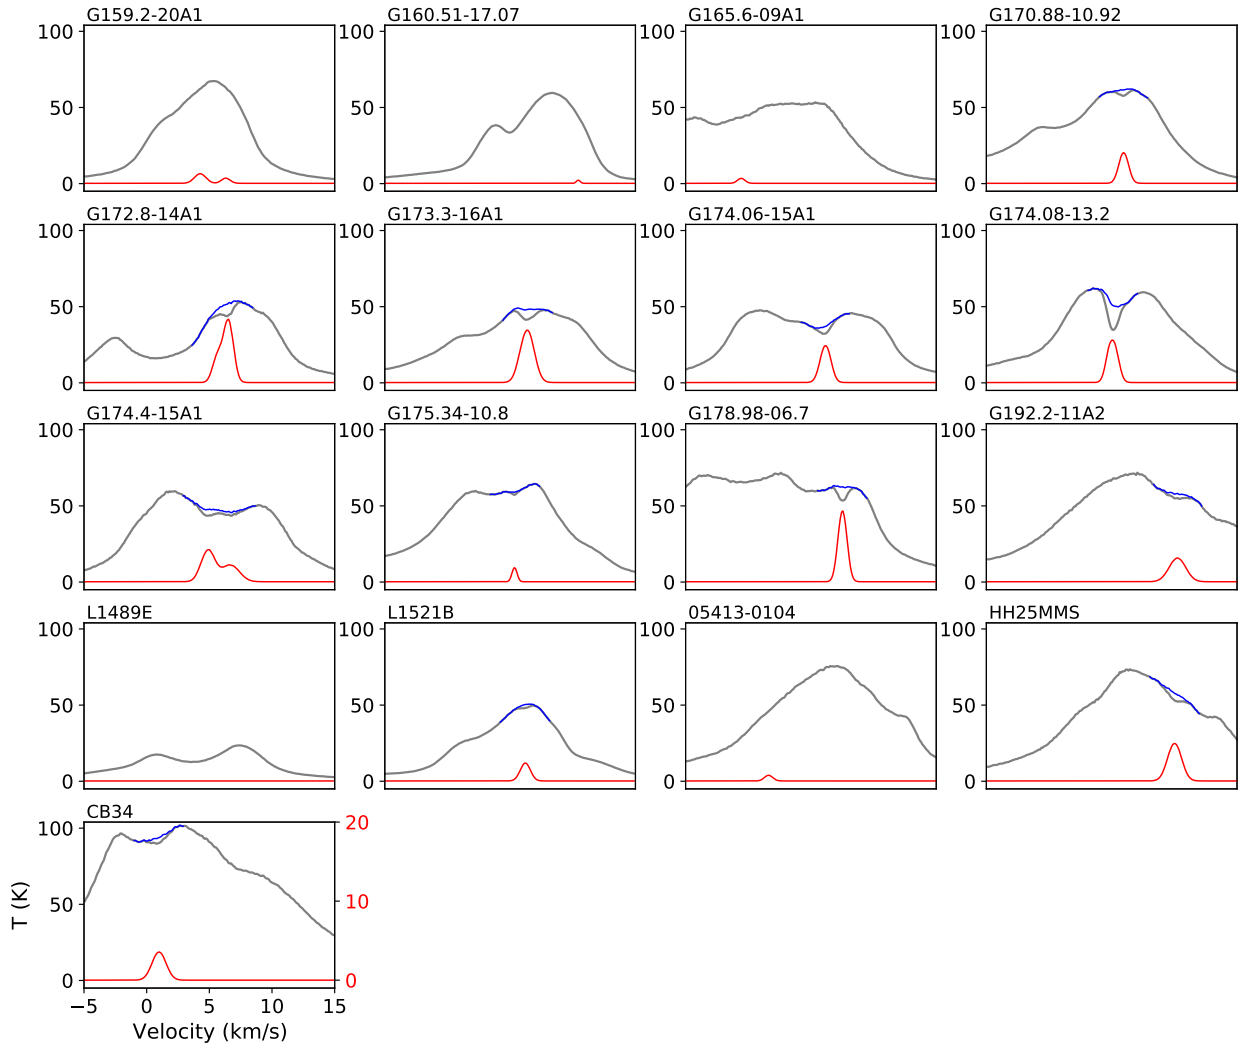 G159.2-20A1 G160.51-17.07 G165.6-09A1 G170.88-10.92
100 100 100 100
50 50 50 50
0 0 0 0
G172.8-14A1 G173.3-16A1 G174.06-15A1 G174.08-13.2
100 100 100 100
50 50 50 50
0 0 0 0
G174.4-15A1 G175.34-10.8 G178.98-06.7 G192.2-11A2
100 100 100 100
50 50 50 50
0 0 0 0
L1489E L1521B 05413-0104 HH25MMS
100 100 100 100
50 50 50 50
0 0 0 0
CB34
100 20
50 10
0 0
T (K)
−5 0 5 10 15
Velocity (km/s)